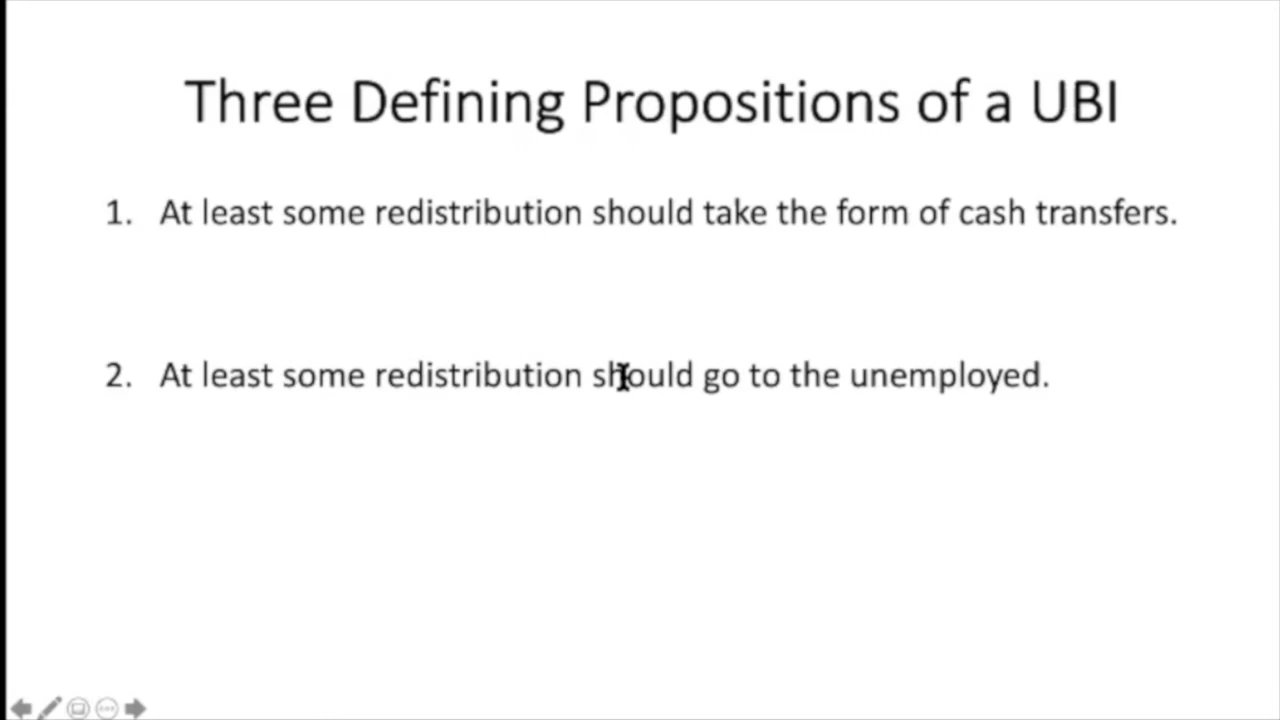 Three Defining Propositions of a UBI
1. At least some redistribution should take the form of cash transfers.
2. At least some redistribution should go to the unemployed.